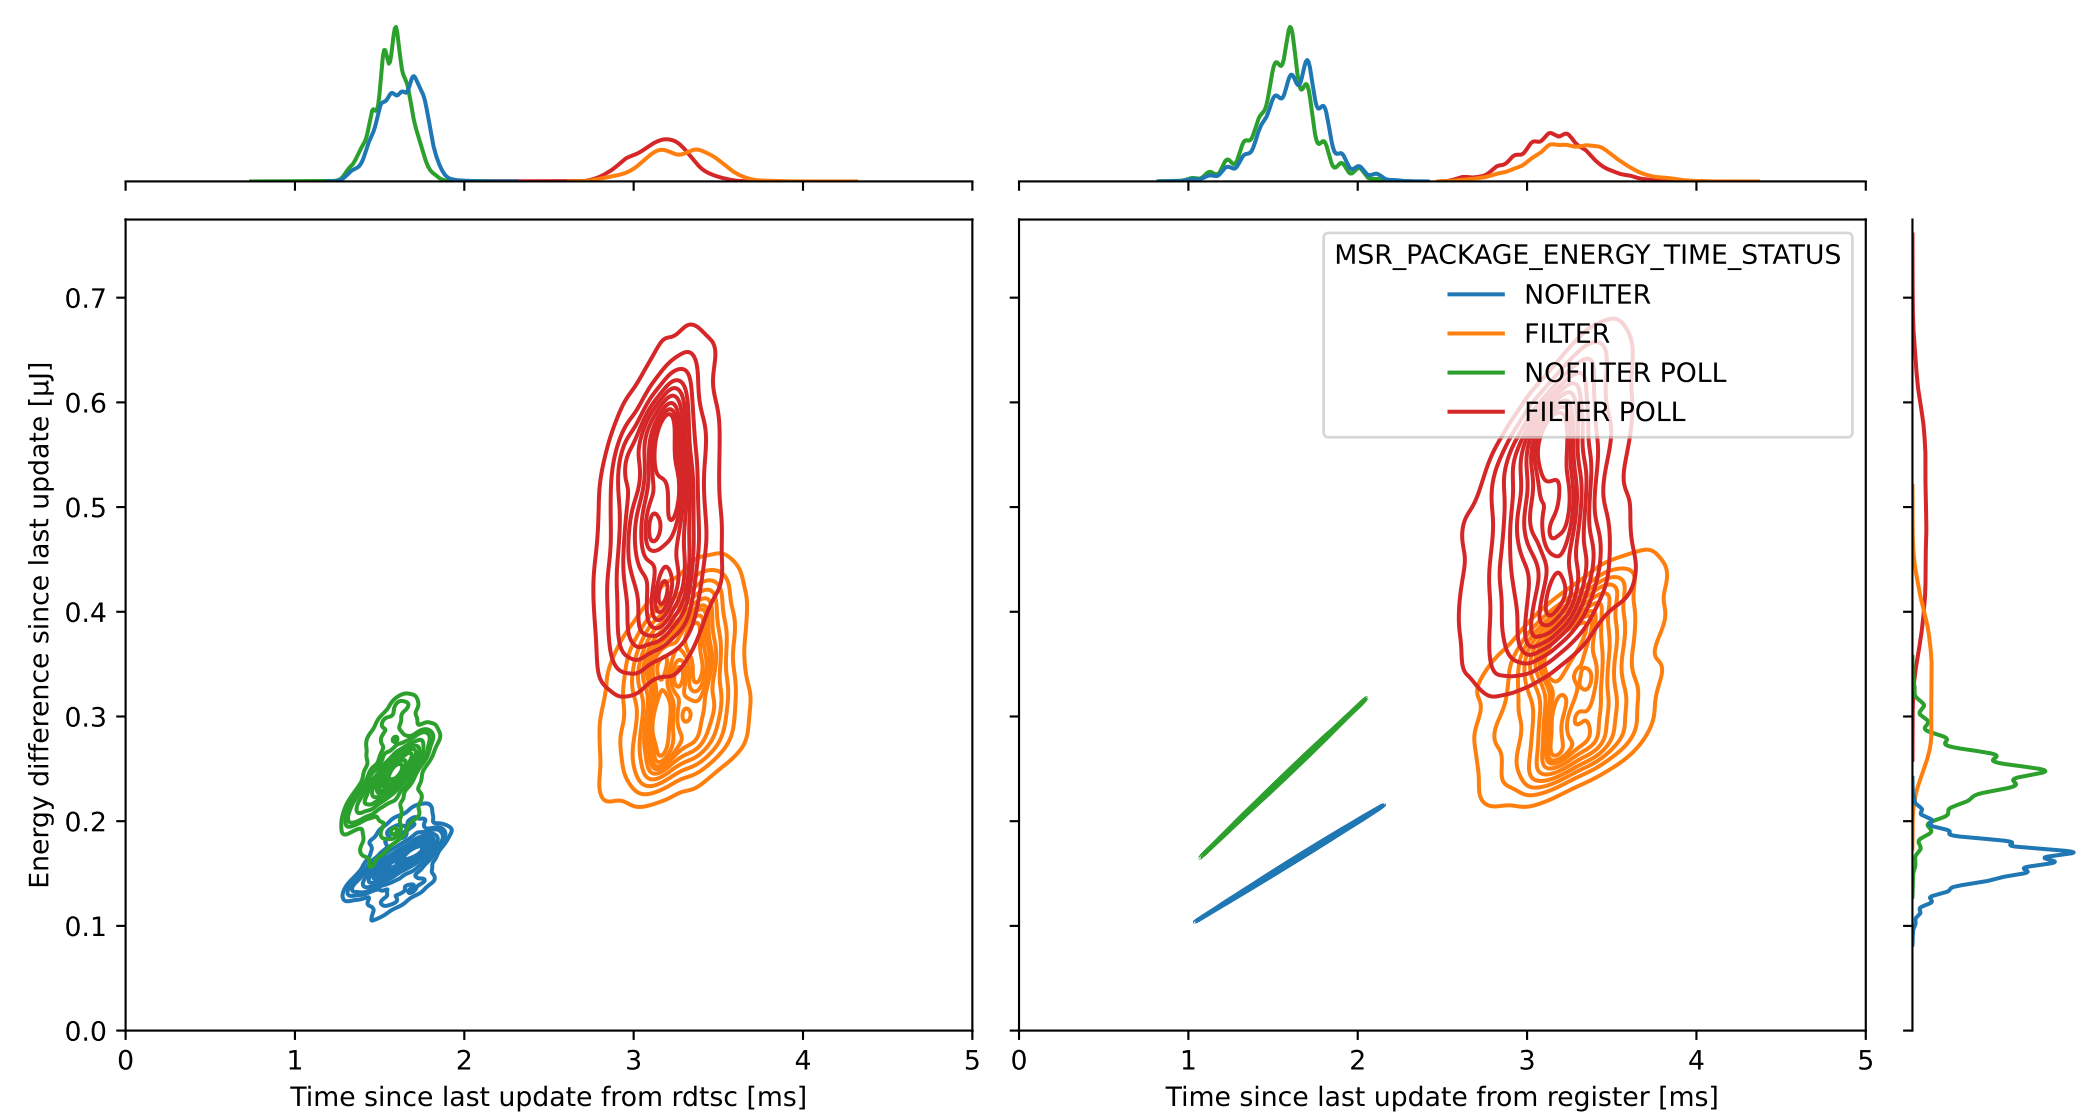 MSR_PACKAGE_ENERGY_TIME_STATUS
NOFILTER
FILTER
NOFILTER POLL
FILTER POLL
Energy difference since last update [µJ]
0.7
0.6
0.5
0.4
0.3
0.2
0.1
0.0
0 1 2 3 4 5
0 1 2 3 4 5
Time since last update from rdtsc [ms]
Time since last update from register [ms]